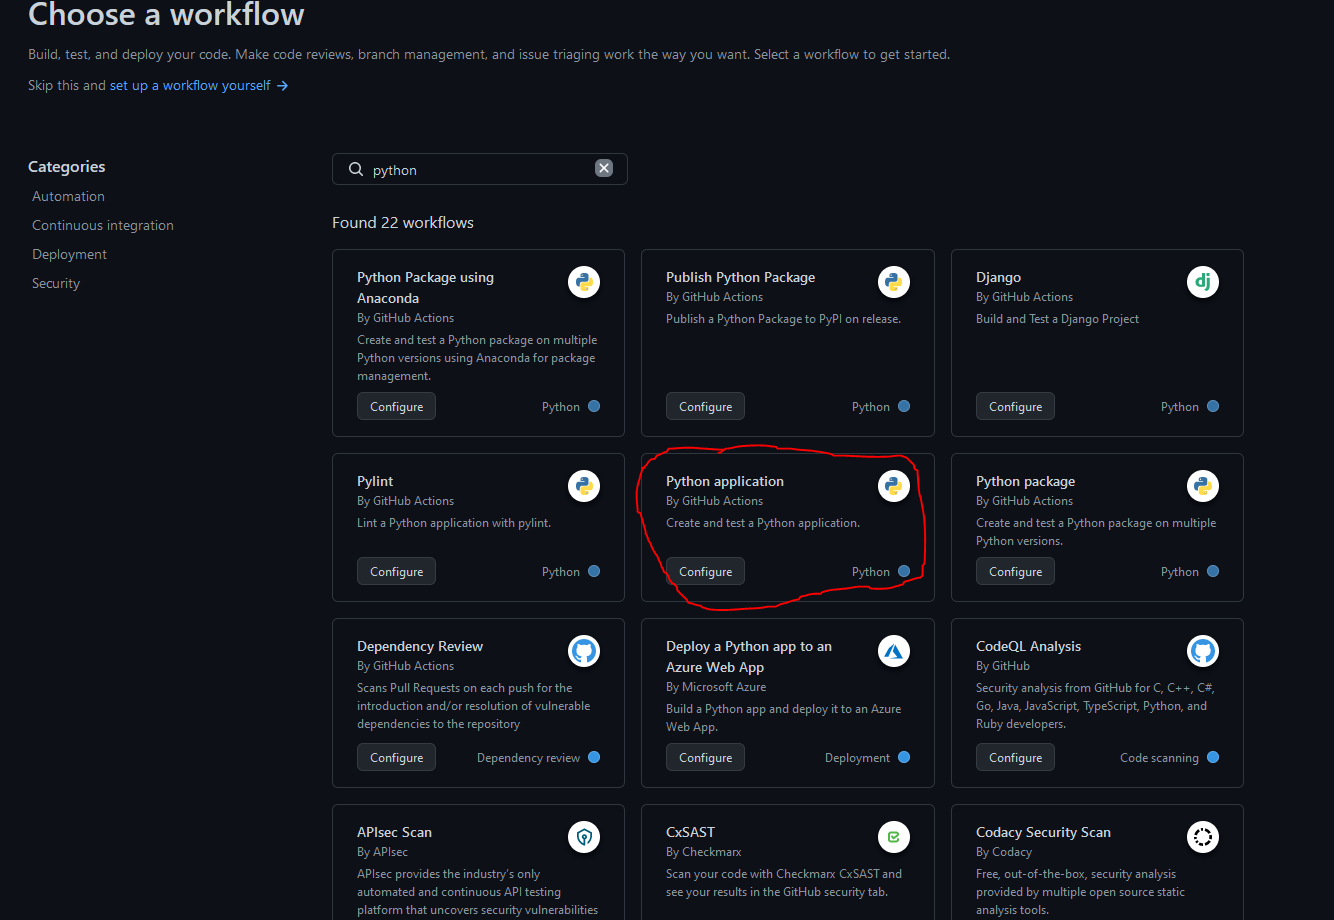 Choose a workflow
Build, test, and deploy your code. Make code reviews, branch management, and issue triaging work the way you want. Select a workflow to get started.
Skip this and set up a workflow yourself →
Categories
Automation
Continuous integration
Deployment
Security
python
Found 22 workflows
Python Package using
Anaconda
By GitHub Actions
Create and test a Python package on multiple
Python versions using Anaconda for package
management.
Configure
Python
Publish Python Package
By GitHub Actions
Publish a Python Package to PyPI on release.
Configure
Python
Django
By GitHub Actions
Build and Test a Django Project
dj
Configure
Python
Pylint
By GitHub Actions
Lint a Python application with pylint.
Configure
Python
Python application
By GitHub Actions
Create and test a Python application.
Configure
Python
Python package
By GitHub Actions
Create and test a Python package on multiple
Python versions.
Configure
Python
Dependency Review
By GitHub Actions
Scans Pull Requests on each push for the
introduction and/or resolution of vulnerable
dependencies to the repository
Configure
Dependency review
Deploy a Python app to an
Azure Web App
By Microsoft Azure
Build a Python app and deploy it to an Azure
Web App.
Configure
Deployment
CodeQL Analysis
By GitHub
Security analysis from GitHub for C, C++, C#,
Go, Java, JavaScript, TypeScript, Python, and
Ruby developers.
Configure
Code scanning
APIsec Scan
By APIsec
APIsec provides the industry's only
automated and continuous API testing
platform that uncovers security vulnerabilities
CxSAST
By Checkmarx
Scan your code with Checkmarx CxSAST and
see your results in the GitHub security tab.
Codacy Security Scan
By Codacy
Free, out-of-the-box, security analysis
provided by multiple open source static
analysis tools.